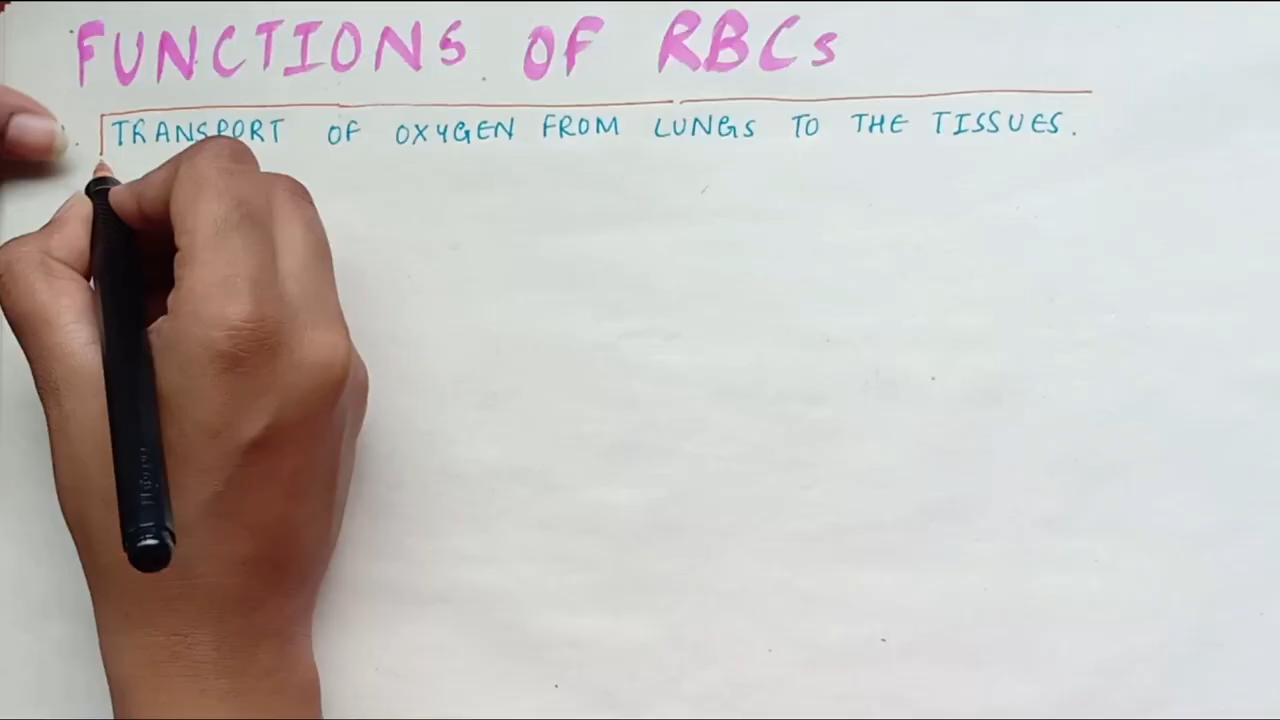 FUNCTIONS OF RBCs
TRANSPORT OF OXYGEN FROM LUNGS TO THE TISSUES.